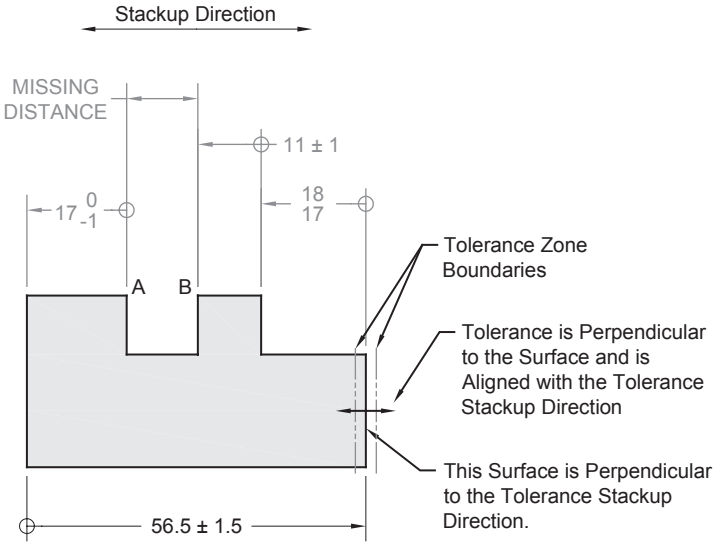 Stackup Direction
MISSING
DISTANCE
11 ± 1
17 0 -1
18
17
A B
Tolerance Zone
Boundaries
Tolerance is Perpendicular
to the Surface and is
Aligned with the Tolerance
Stackup Direction
This Surface is Perpendicular
to the Tolerance Stackup
Direction.
56.5 ± 1.5